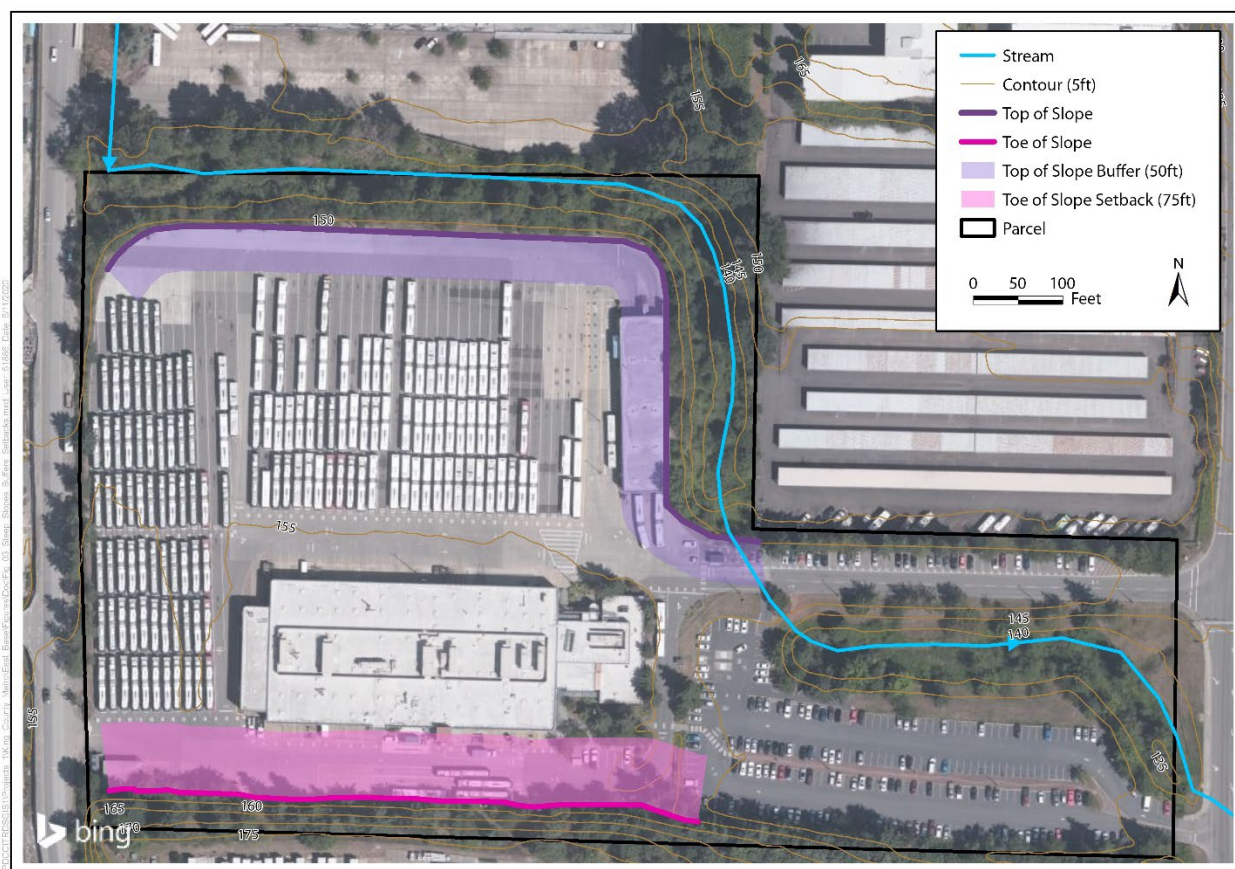 Stream
Contour (5ft)
Top of Slope
Toe of Slope
Top of Slope Buffer (50ft)
Toe of Slope Setback (75ft)
Parcel
0 50 100
Feet
N
165
155
150
145
140
150
155
145
140
135
155
165
160
170
175
bing